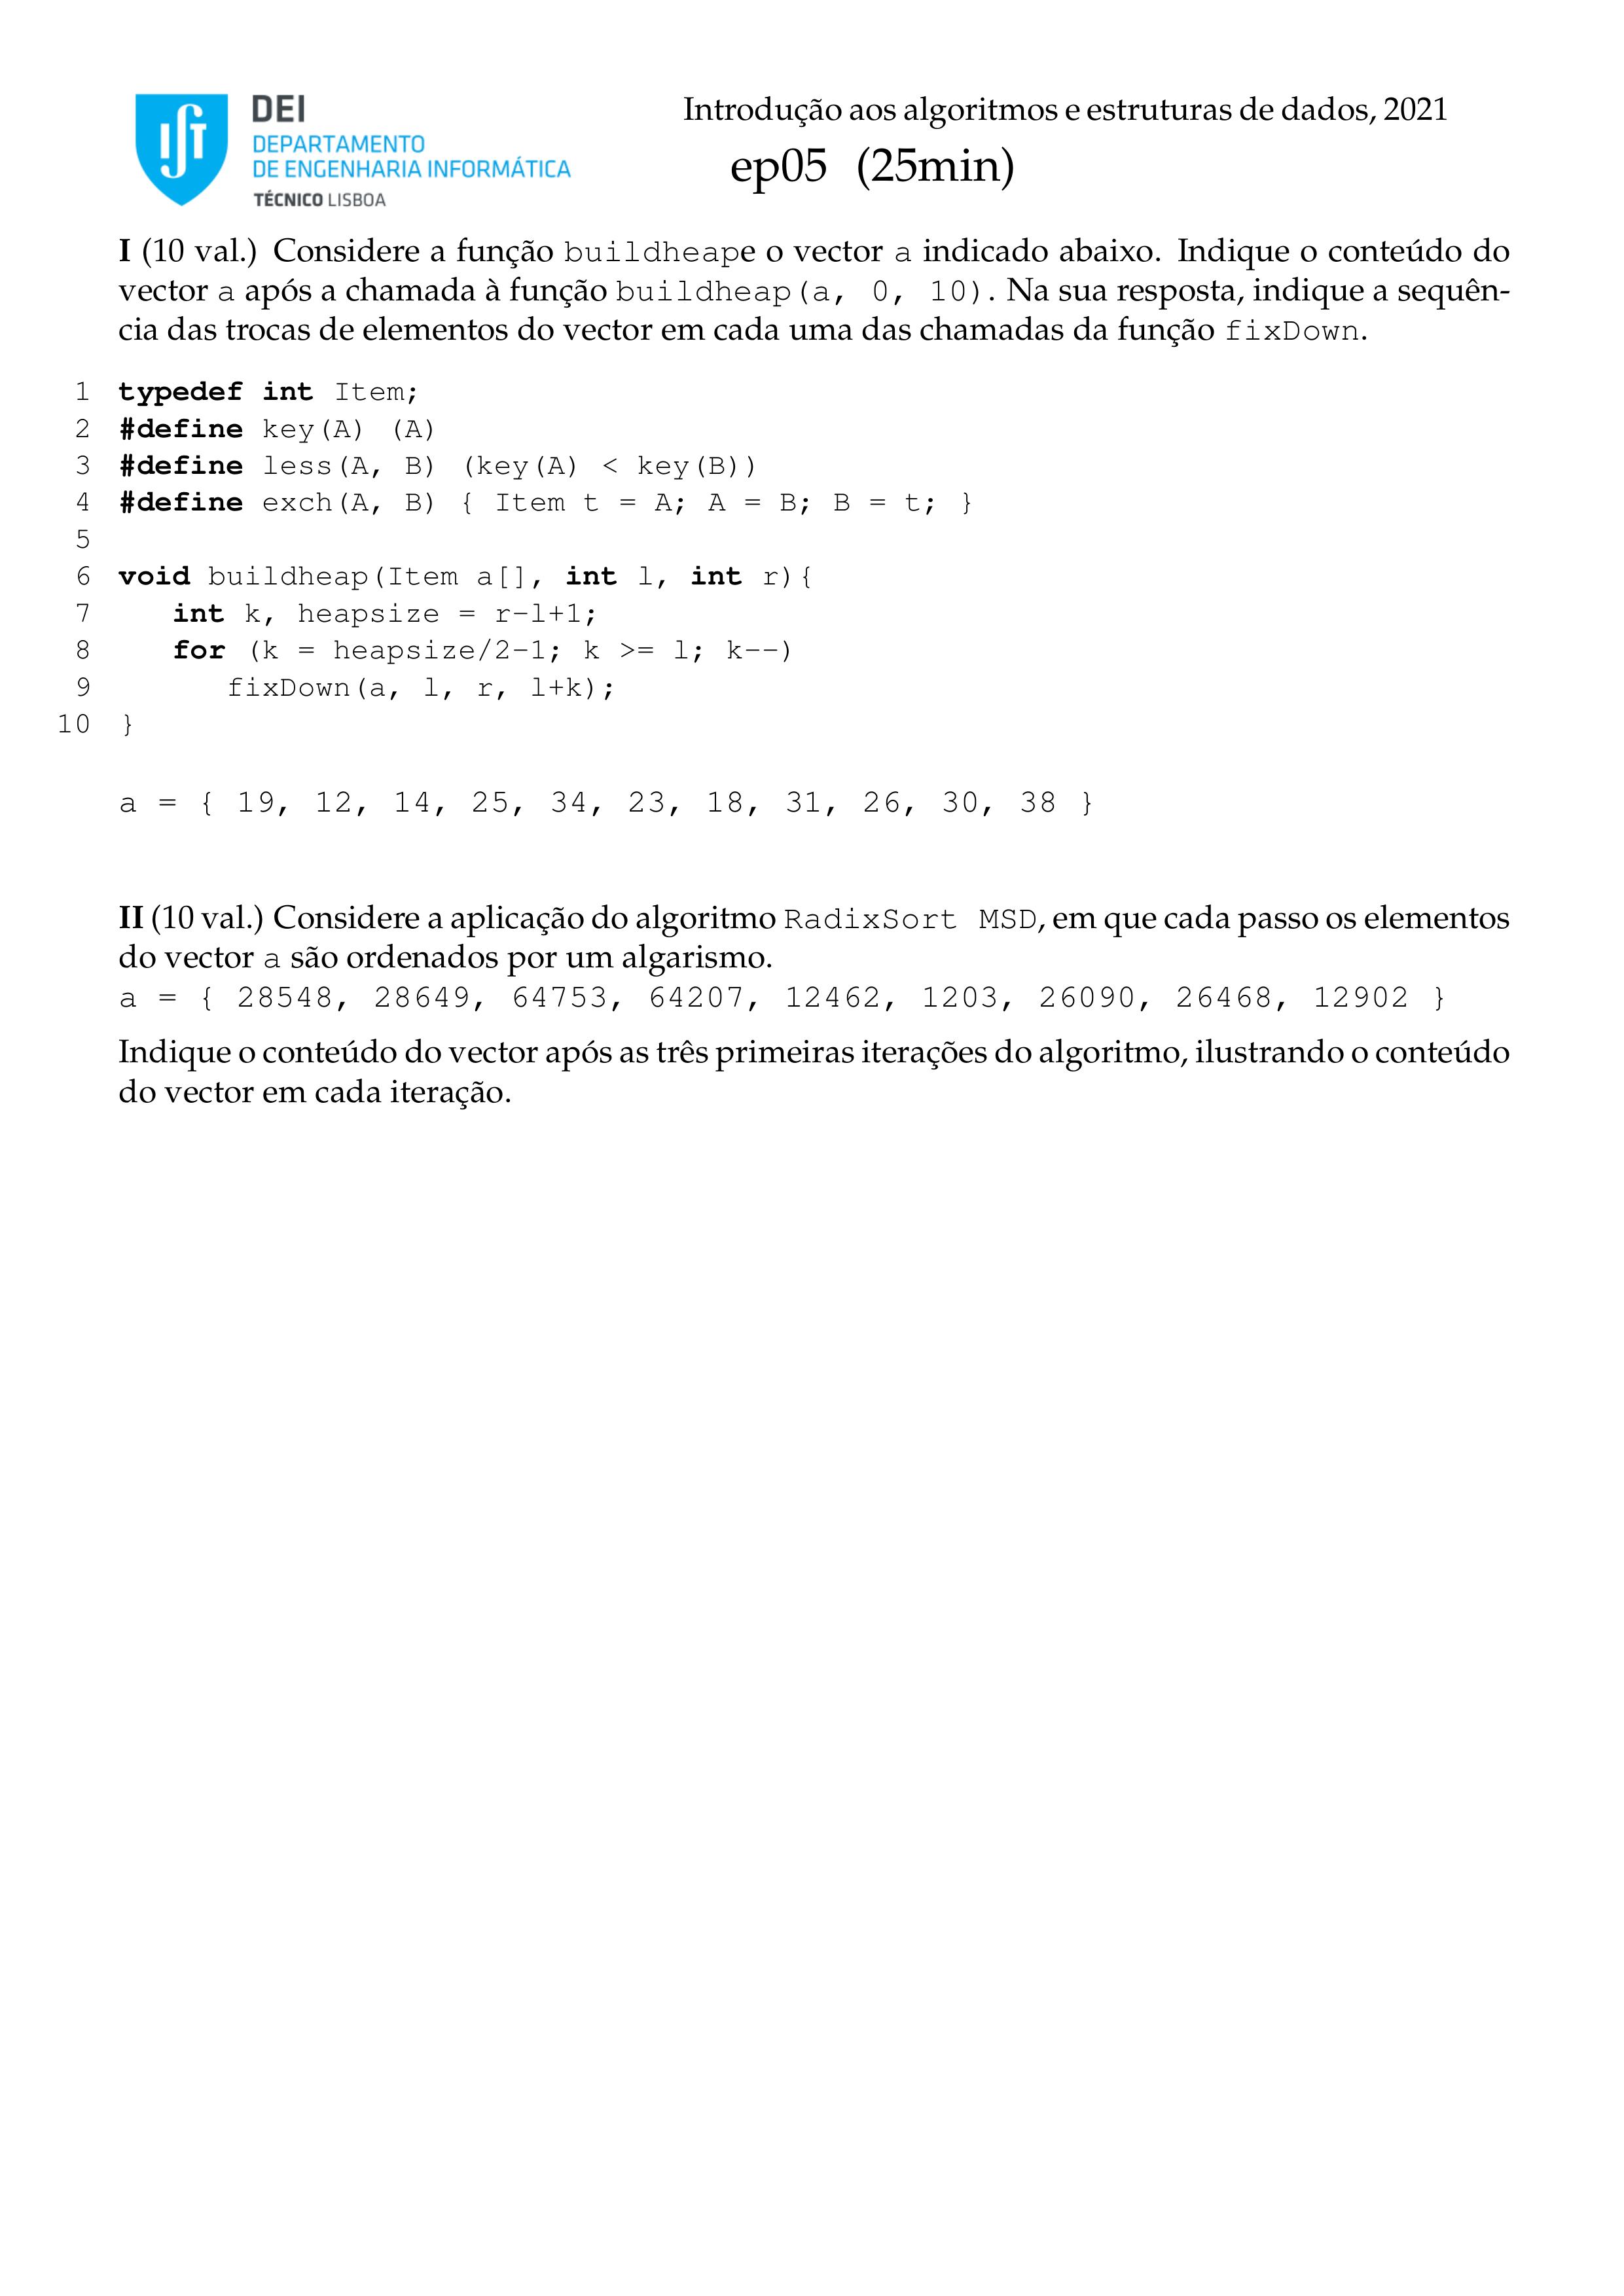 DEI
DEPARTAMENTO
DE ENGENHARIA INFORMÁTICA
TÉCNICO LISBOA
Introdução aos algoritmos e estruturas de dados, 2021
ep05 (25min)
I (10 val.) Considere a função buildheape o vector a indicado abaixo. Indique o conteúdo do
vector a após a chamada à função buildheap(a, 0, 10). Na sua resposta, indique a sequên-
cia das trocas de elementos do vector em cada uma das chamadas da função fixDown.
1 typedef int Item;
2 #define key(A) (A)
3 #define less(A, B) (key(A) < key(B))
4 #define exch(A, B) { Item t = A; A = B; B = t; }
5
6 void buildheap(Item a[], int l, int r){
7 int k, heapsize = r-l+1;
8 for (k = heapsize/2-1; k >= l; k--)
9 fixDown(a, l, r, l+k);
10 }
a = { 19, 12, 14, 25, 34, 23, 18, 31, 26, 30, 38 }
II (10 val.) Considere a aplicação do algoritmo RadixSort MSD, em que cada passo os elementos
do vector a são ordenados por um algarismo.
a = { 28548, 28649, 64753, 64207, 12462, 1203, 26090, 26468, 12902 }
Indique o conteúdo do vector após as três primeiras iterações do algoritmo, ilustrando o conteúdo
do vector em cada iteração.